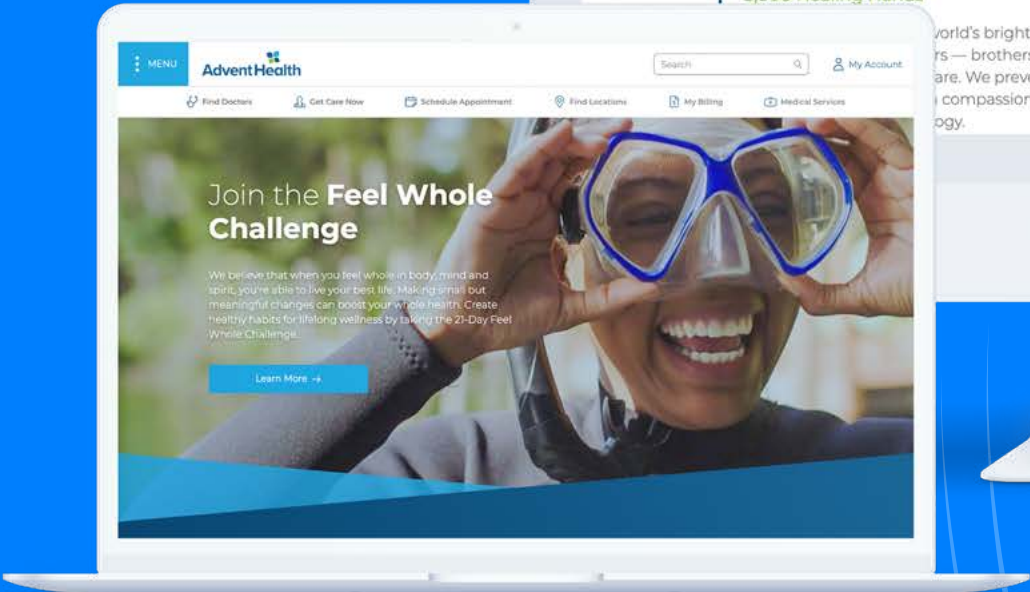 MENU
AdventHealth
Search
My Account
Find Doctors
Get Care Now
Schedule Appointment
Find Locations
My Billing
Medical Services
Join the Feel Whole
Challenge
We believe that when you feel whole in body, mind and
spirit, you're able to live your best life. Making small but
meaningful changes can boost your whole health. Create
healthy habits for lifelong wellness by taking the 21-Day Feel
Whole Challenge.
Learn More →
world's bright
rs — brothers
are. We preve
compassion
ogy.